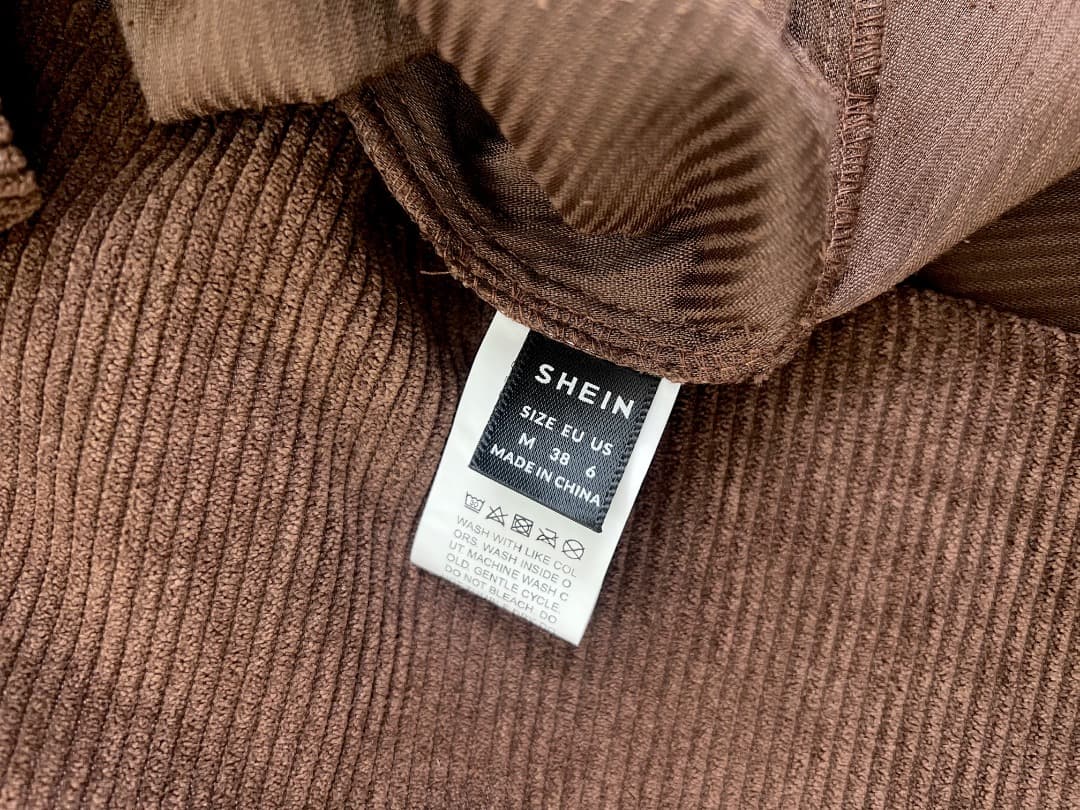 SHEIN
SIZE EU US
M 38 6
MADE IN CHINA
WASH WITH LIKE COL
ORS. WASH INSIDE O
UT MACHINE WASH C
OLD. GENTLE CYCLE.
DO NOT BLEACH. DO